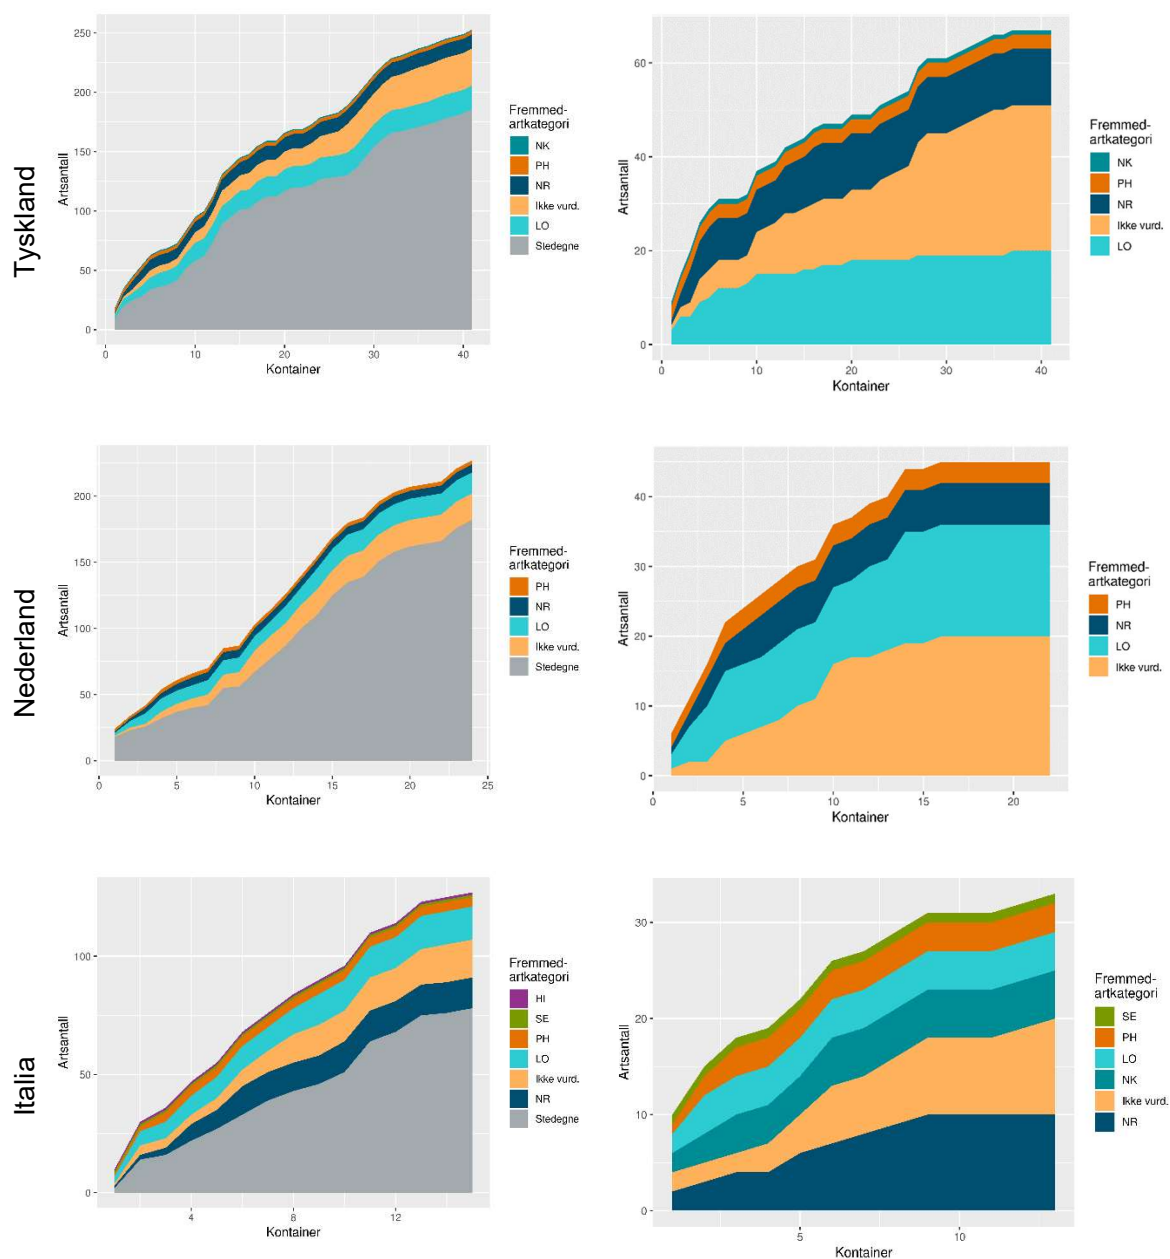 Tyskland
Artsantall
250
200
150
100
50
0
0
10
20
30
40
Kontainer
Fremmed-
artkategori
NK
PH
NR
Ikke vurd.
LO
Stedegne
Artsantall
60
40
20
0
0
10
20
30
40
Kontainer
Fremmed-
artkategori
NK
PH
NR
Ikke vurd.
LO
Nederland
Artsantall
200
150
100
50
0
0
5
10
15
20
25
Kontainer
Fremmed-
artkategori
PH
NR
LO
Ikke vurd.
Stedegne
Artsantall
40
30
20
10
0
0
5
10
15
20
Kontainer
Fremmed-
artkategori
PH
NR
LO
Ikke vurd.
Italia
Artsantall
100
50
0
4
8
12
Kontainer
Fremmed-
artkategori
HI
SE
PH
LO
Ikke vurd.
NR
Stedegne
Artsantall
30
20
10
0
5
10
Kontainer
Fremmed-
artkategori
SE
PH
LO
NK
Ikke vurd.
NR